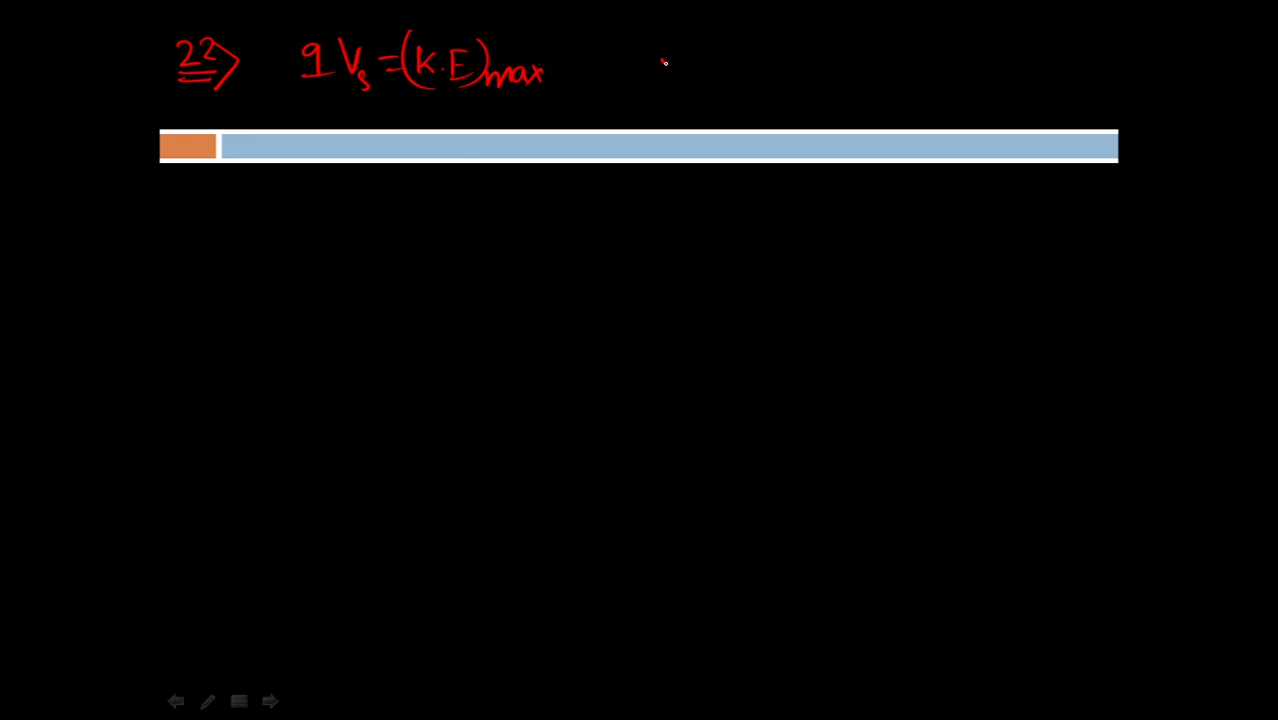 22> qVs = (K.E)max